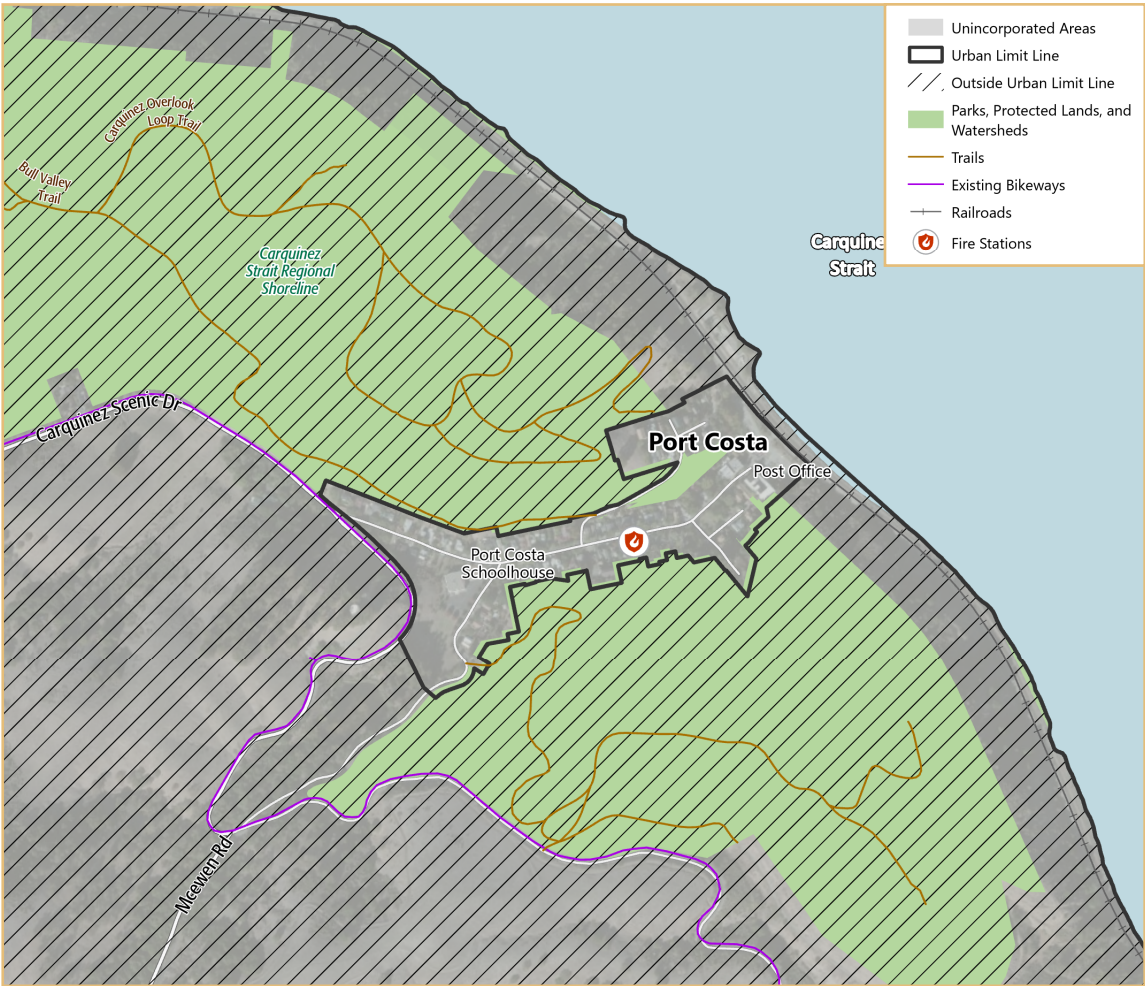 Unincorporated Areas
Urban Limit Line
Outside Urban Limit Line
Parks, Protected Lands, and
Watersheds
Trails
Existing Bikeways
Railroads
Fire Stations
Carquinez Overlook
Loop Trail
Bull Valley
Trail
Carquinez
Strait Regional
Shoreline
Carquine
Strait
Carquinez Scenic Dr
Port Costa
Post Office
Port Costa
Schoolhouse
Mcewen Rd